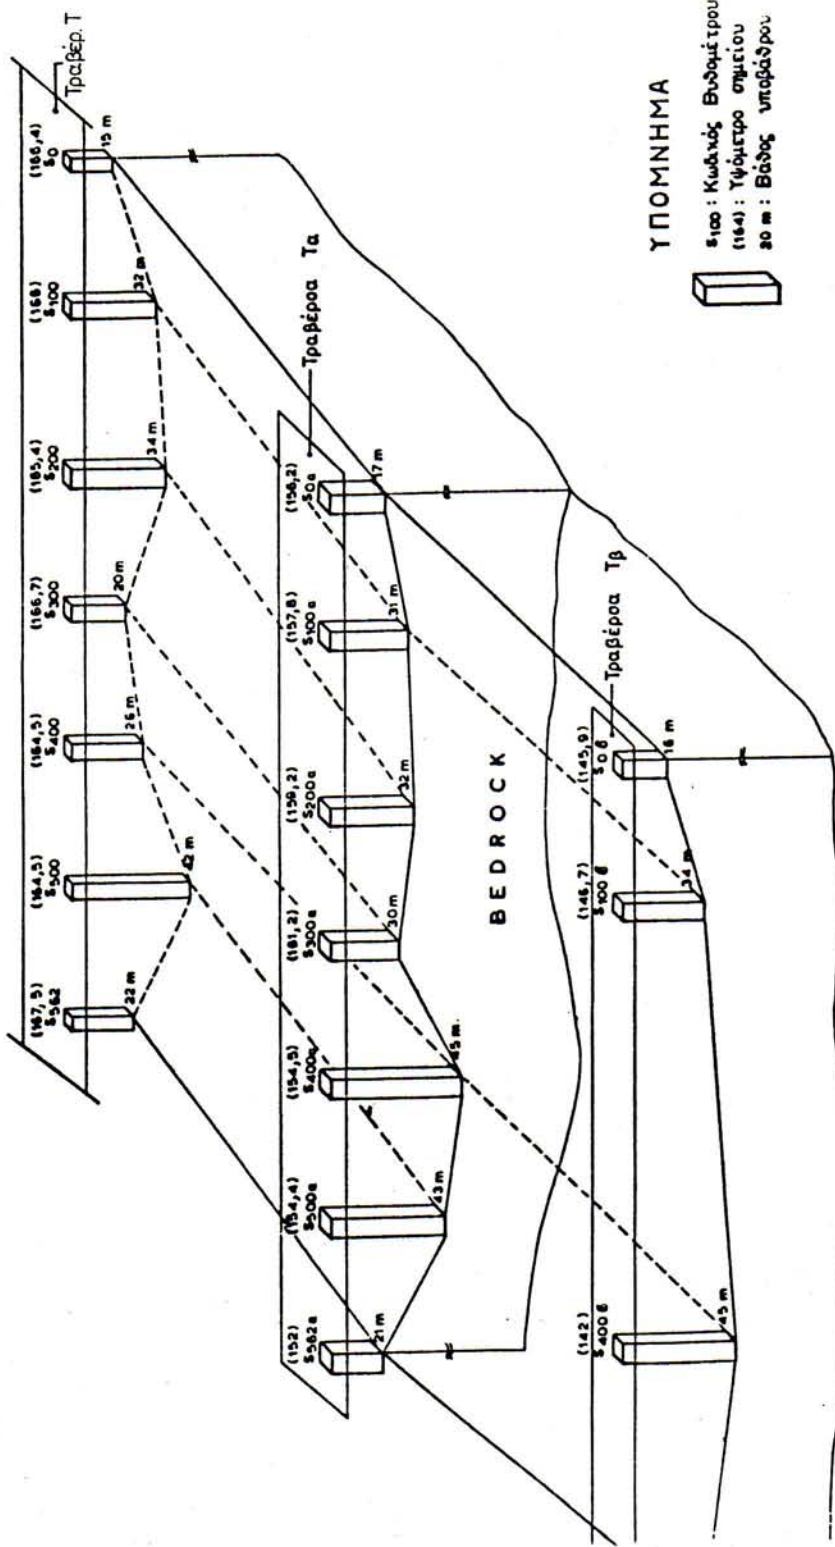 Τραβέρ. Τ
(167,5)
S562
22 m
(164,5)
S500
42 m
(164,5)
S400
26 m
(166,7)
S300
20 m
(165,4)
S200
34 m
(168)
S100
32 m
(166,4)
S0
15 m
Τραβέρσα Τα
(152)
S562α
21 m
(154,4)
S500α
43 m
(154,5)
S400α
45 m.
(161,2)
S300α
30 m
(159,2)
S200α
32 m
(157,8)
S100α
31 m
(156,2)
S0α
17 m
BEDROCK
Τραβέρσα Τβ
(142)
S400β
45 m
(146,7)
S100β
34 m
(145,9)
S0β
16 m
ΥΠΟΜΝΗΜΑ
S100 : Κωδικός Βυθομέτρου
(164) : Υψόμετρο σημείου
20 m : Βάθος υποβάθρου